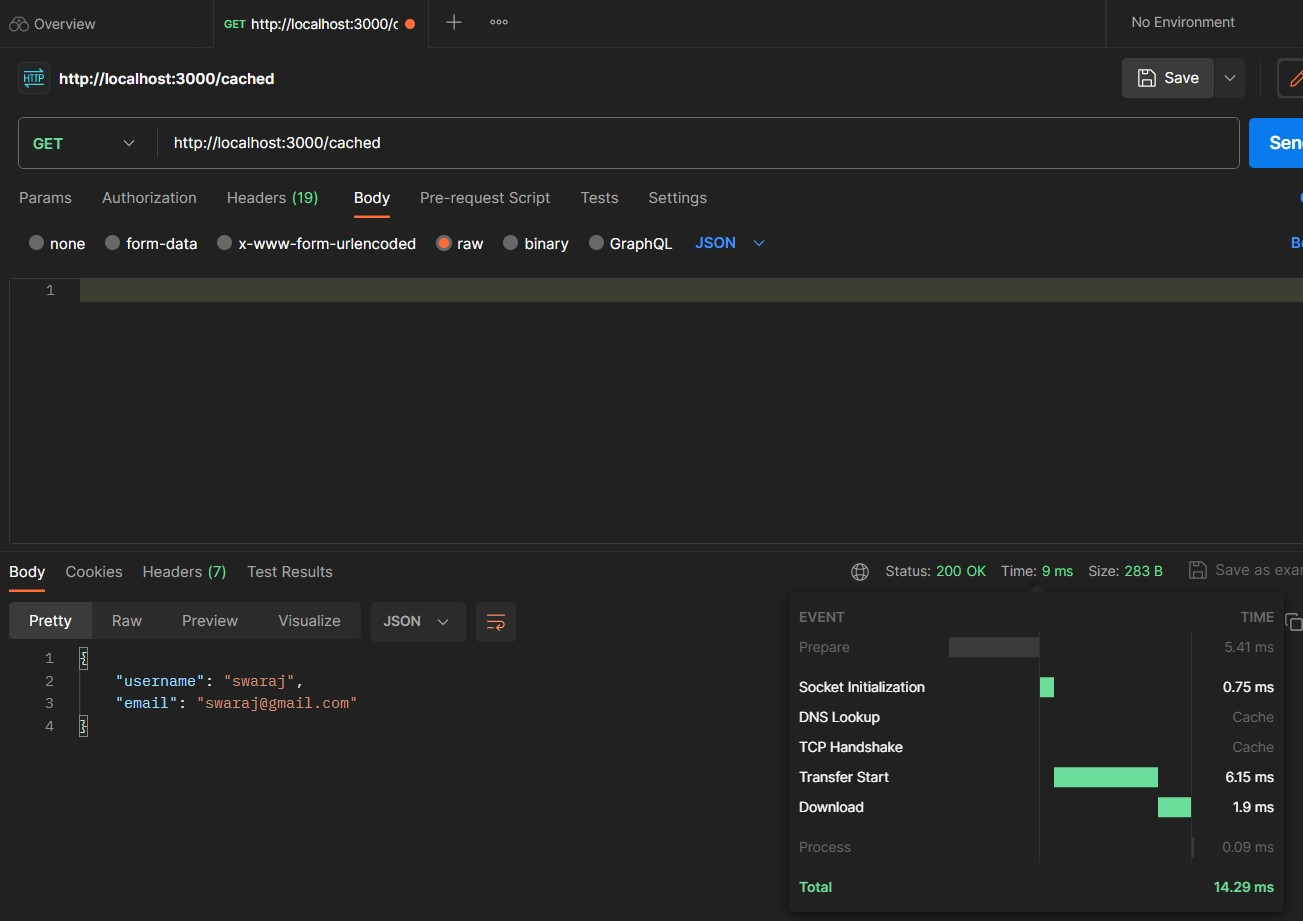 Overview
GET http://localhost:3000/c
No Environment
HTTP http://localhost:3000/cached
Save
GET http://localhost:3000/cached
Sen
Params Authorization Headers (19) Body Pre-request Script Tests Settings
none form-data x-www-form-urlencoded raw binary GraphQL JSON
1
Body Cookies Headers (7) Test Results
Status: 200 OK Time: 9 ms Size: 283 B Save as exa
Pretty Raw Preview Visualize JSON
1 {
2 "username": "swaraj",
3 "email": "swaraj@gmail.com"
4 }
EVENT TIME
Prepare 5.41 ms
Socket Initialization 0.75 ms
DNS Lookup Cache
TCP Handshake Cache
Transfer Start 6.15 ms
Download 1.9 ms
Process 0.09 ms
Total 14.29 ms